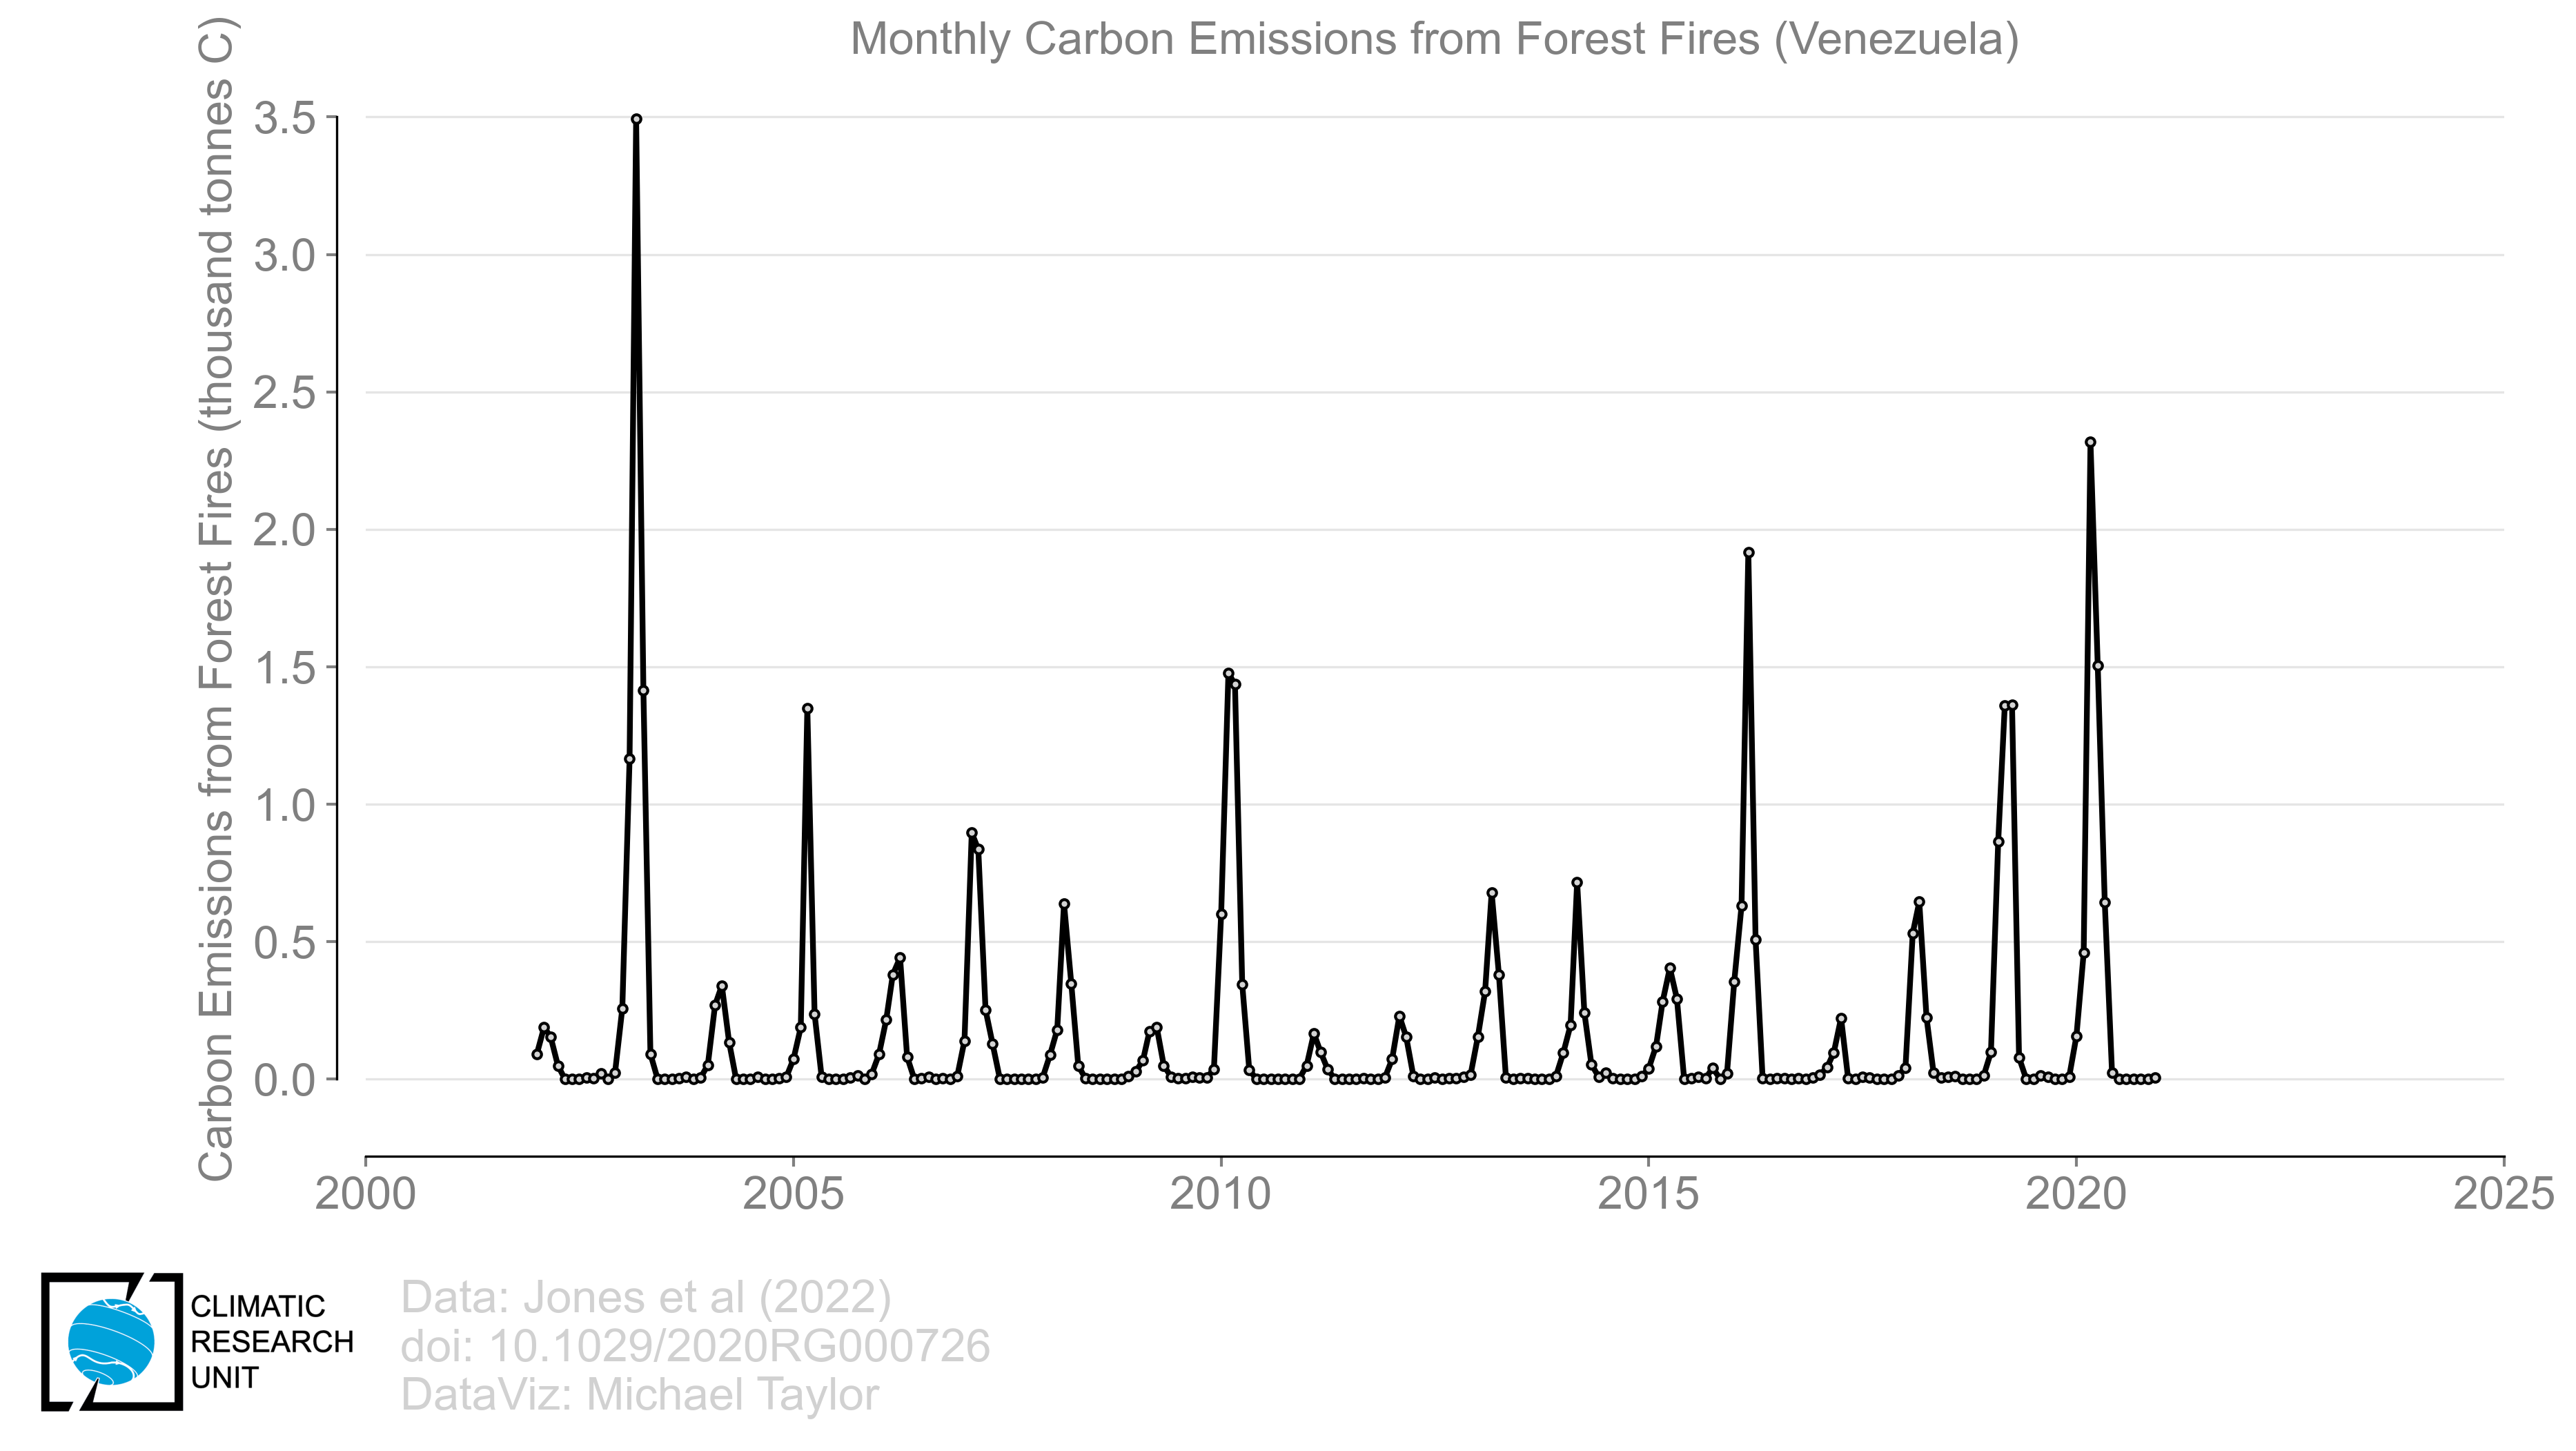 Monthly Carbon Emissions from Forest Fires (Venezuela)
Carbon Emissions from Forest Fires (thousand tonnes C)
3.5
3.0
2.5
2.0
1.5
1.0
0.5
0.0
2000 2005 2010 2015 2020 2025
CLIMATIC
RESEARCH
UNIT
Data: Jones et al (2022)
doi: 10.1029/2020RG000726
DataViz: Michael Taylor